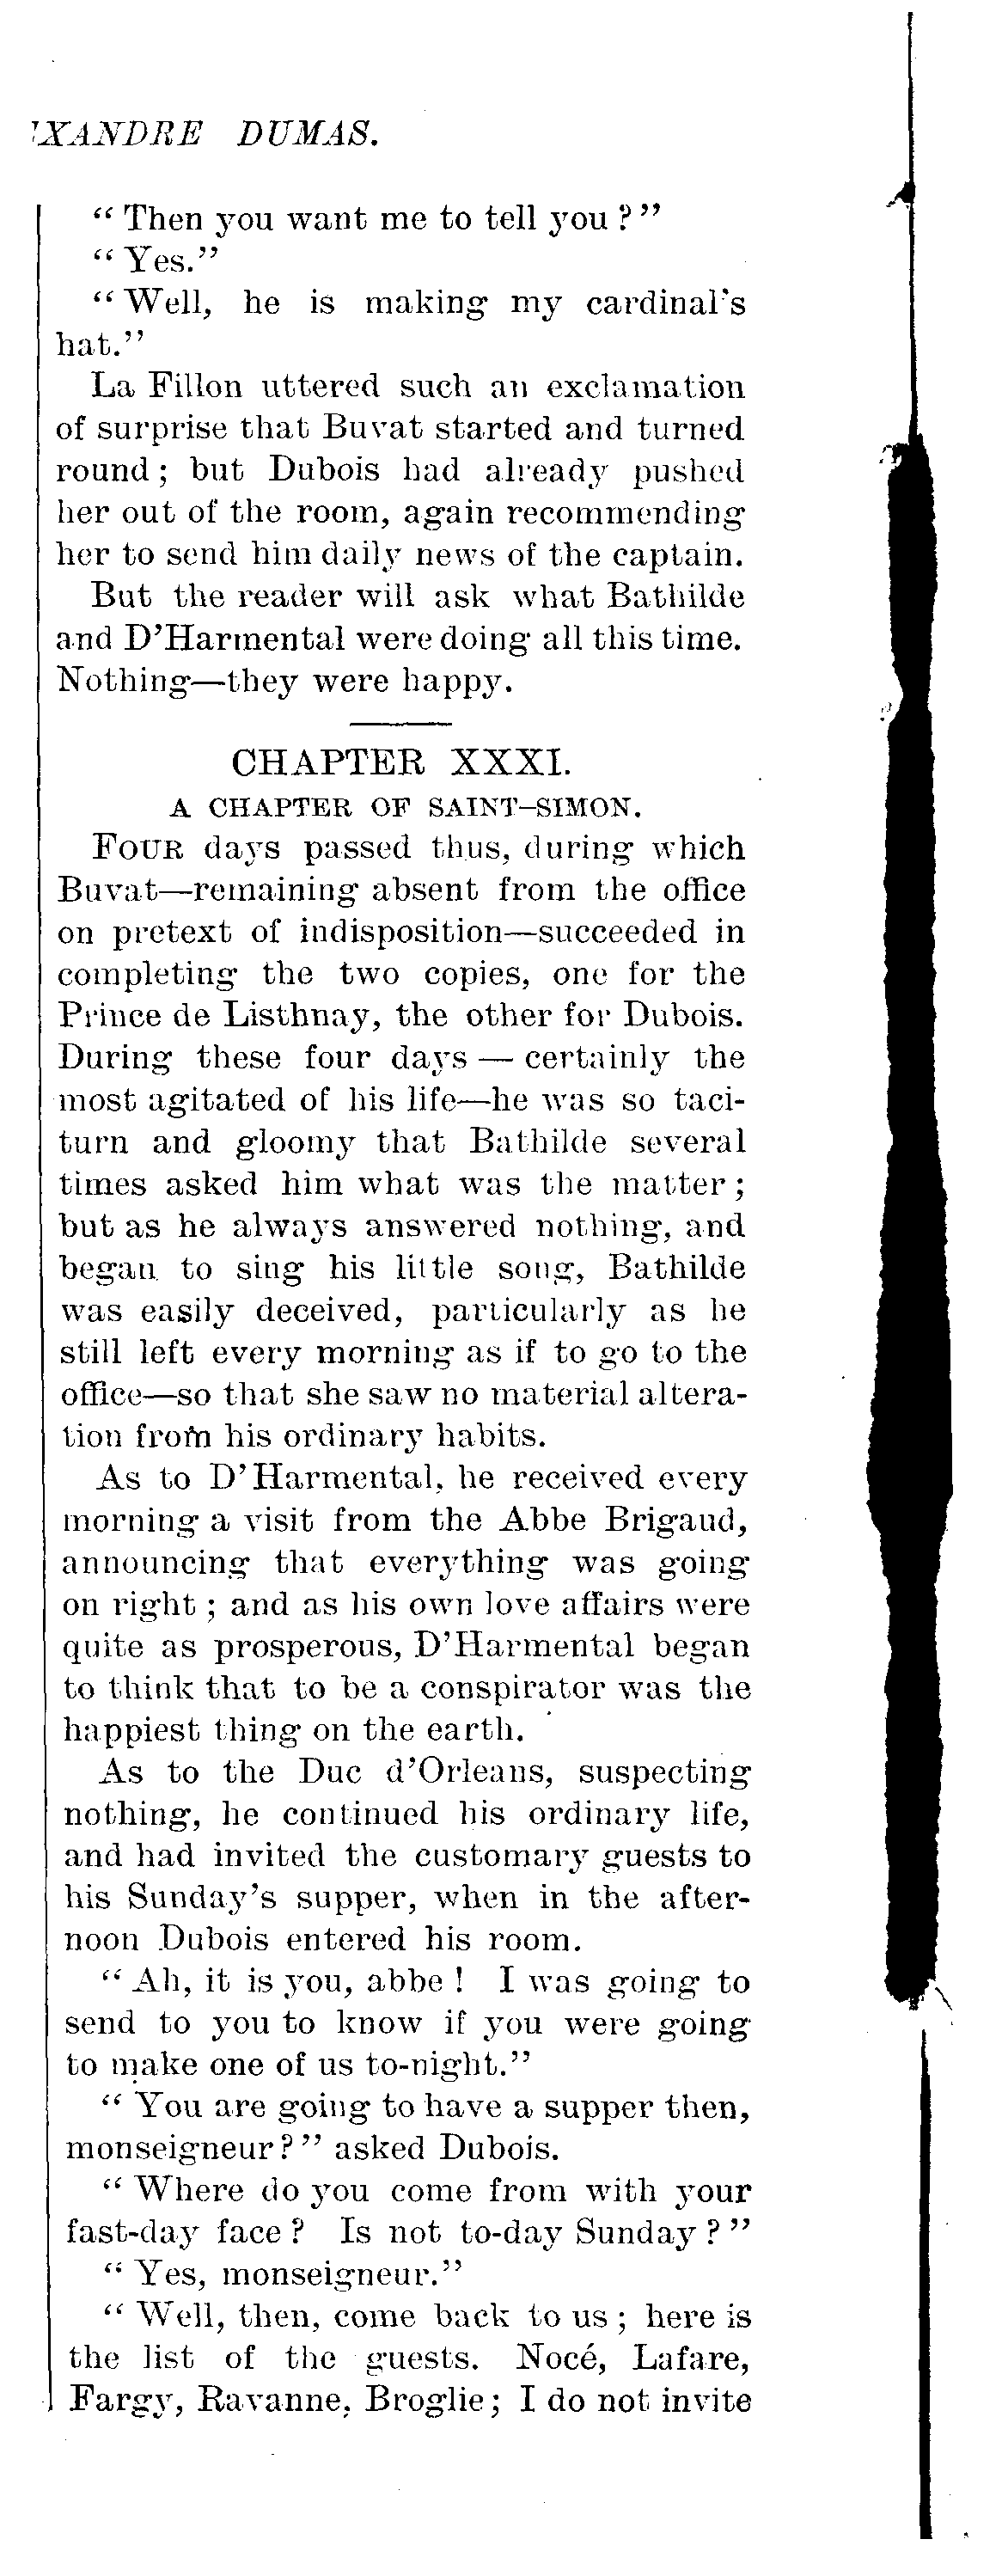 XANDRE DUMAS.
“Then you want me to tell you?”
“Yes.”
“Well, he is making my cardinal's
hat.”
La Fillon uttered such an exclamation
of surprise that Buvat started and turned
round; but Dubois had already pushed
her out of the room, again recommending
her to send him daily news of the captain.
But the reader will ask what Bathilde
and D’Harmental were doing all this time.
Nothing—they were happy.
CHAPTER XXXI.
A CHAPTER OF SAINT-SIMON.
FOUR days passed thus, during which
Buvat—remaining absent from the office
on pretext of indisposition—succeeded in
completing the two copies, one for the
Prince de Listhnay, the other for Dubois.
During these four days — certainly the
most agitated of his life—he was so taci-
turn and gloomy that Bathilde several
times asked him what was the matter;
but as he always answered nothing, and
began to sing his little song, Bathilde
was easily deceived, particularly as he
still left every morning as if to go to the
office—so that she saw no material altera-
tion from his ordinary habits.
As to D’Harmental, he received every
morning a visit from the Abbe Brigaud,
announcing that everything was going
on right; and as his own love affairs were
quite as prosperous, D’Harmental began
to think that to be a conspirator was the
happiest thing on the earth.
As to the Duc d’Orleans, suspecting
nothing, he continued his ordinary life,
and had invited the customary guests to
his Sunday’s supper, when in the after-
noon Dubois entered his room.
“Ah, it is you, abbe! I was going to
send to you to know if you were going
to make one of us to-night.”
“You are going to have a supper then,
monseigneur?” asked Dubois.
“Where do you come from with your
fast-day face? Is not to-day Sunday?”
“Yes, monseigneur.”
“Well, then, come back to us; here is
the list of the guests. Nocé, Lafare,
Fargy, Ravanne, Broglie; I do not invite